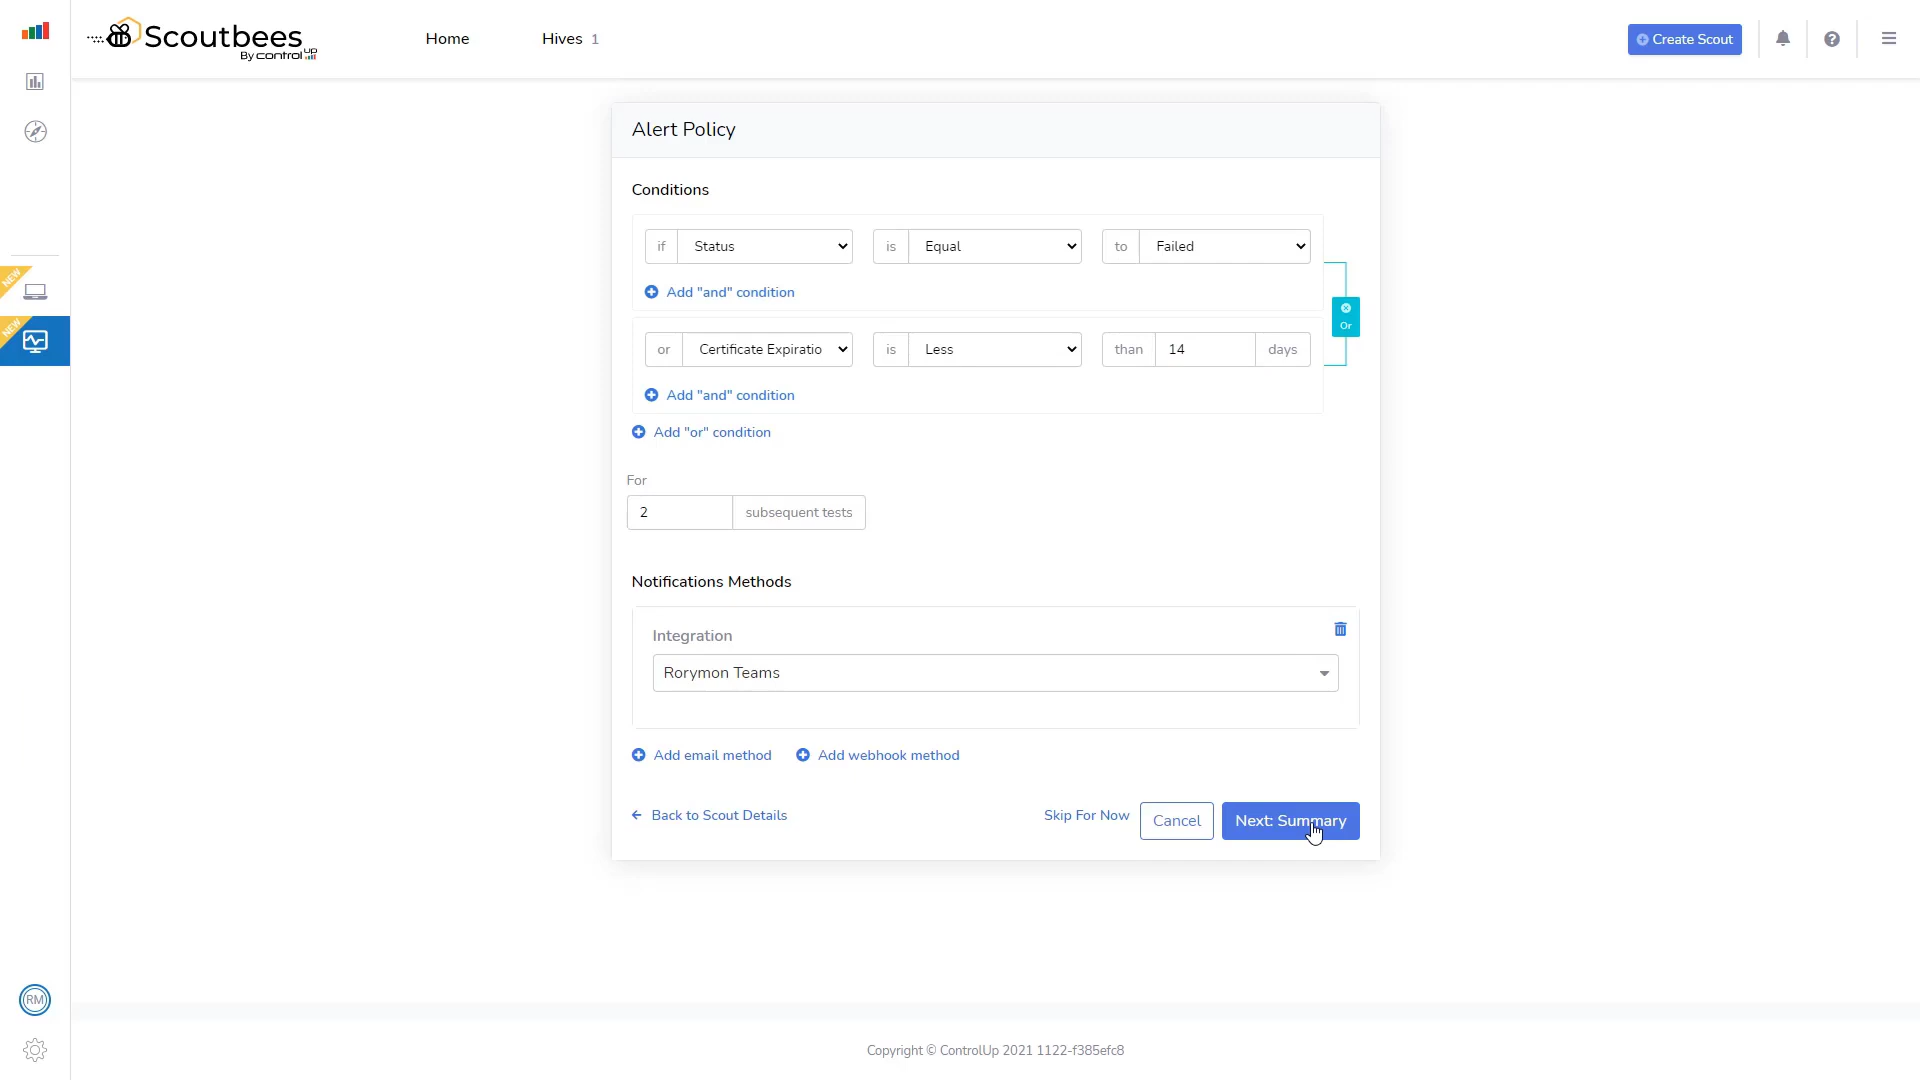 Scoutbees
By controlUP
Home
Hives 1
Create Scout
NEW
NEW
Alert Policy
Conditions
if Status is Equal to Failed
Add "and" condition
Or
or Certificate Expiratio is Less than 14 days
Add "and" condition
Add "or" condition
For
2 subsequent tests
Notifications Methods
Integration
Rorymon Teams
Add email method Add webhook method
Back to Scout Details Skip For Now Cancel Next: Summary
RM
Copyright © ControlUp 2021 1122-f385efc8